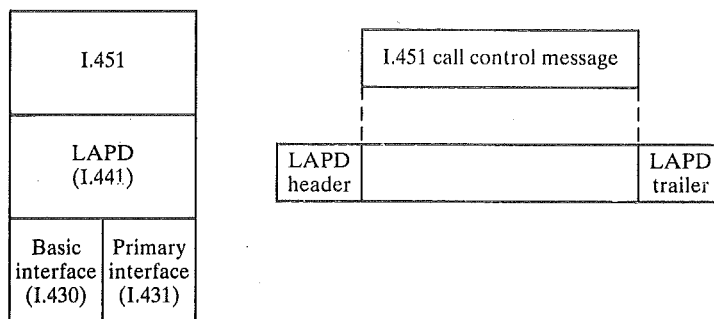 I.451
LAPD
(I.441)
Basic
interface
(I.430)
Primary
interface
(I.431)
I.451 call control message
LAPD
header
LAPD
trailer